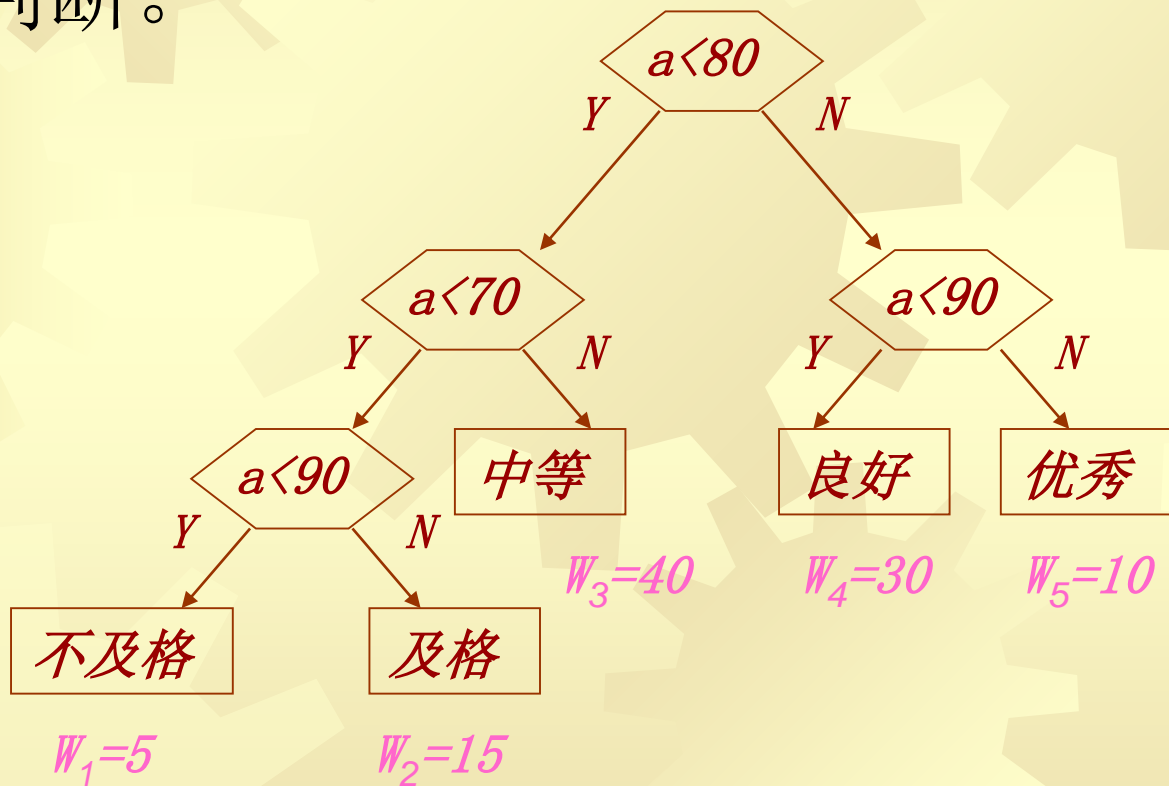 判断。
a<80
Y N
a<70 a<90
Y N Y N
a<90 中等 良好 优秀
Y N
W3=40 W4=30 W5=10
不及格 及格
W1=5 W2=15